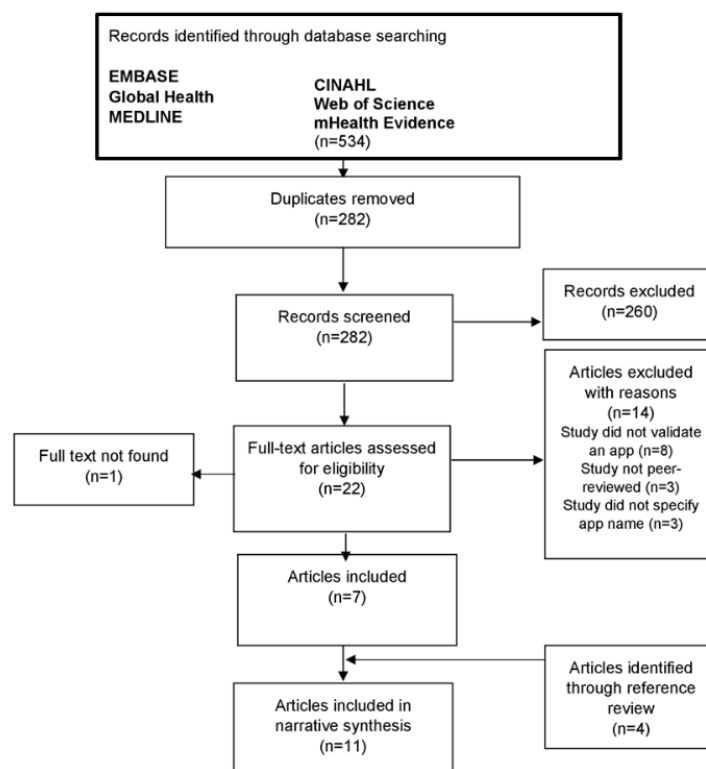 Records identified through database searching
EMBASE
Global Health
MEDLINE
CINAHL
Web of Science
mHealth Evidence
(n=534)
Duplicates removed
(n=282)
Records screened
(n=282)
Records excluded
(n=260)
Full-text articles assessed
for eligibility
(n=22)
Full text not found
(n=1)
Articles excluded
with reasons
(n=14)
Study did not validate
an app (n=8)
Study not peer-
reviewed (n=3)
Study did not specify
app name (n=3)
Articles included
(n=7)
Articles identified
through reference
review
(n=4)
Articles included in
narrative synthesis
(n=11)